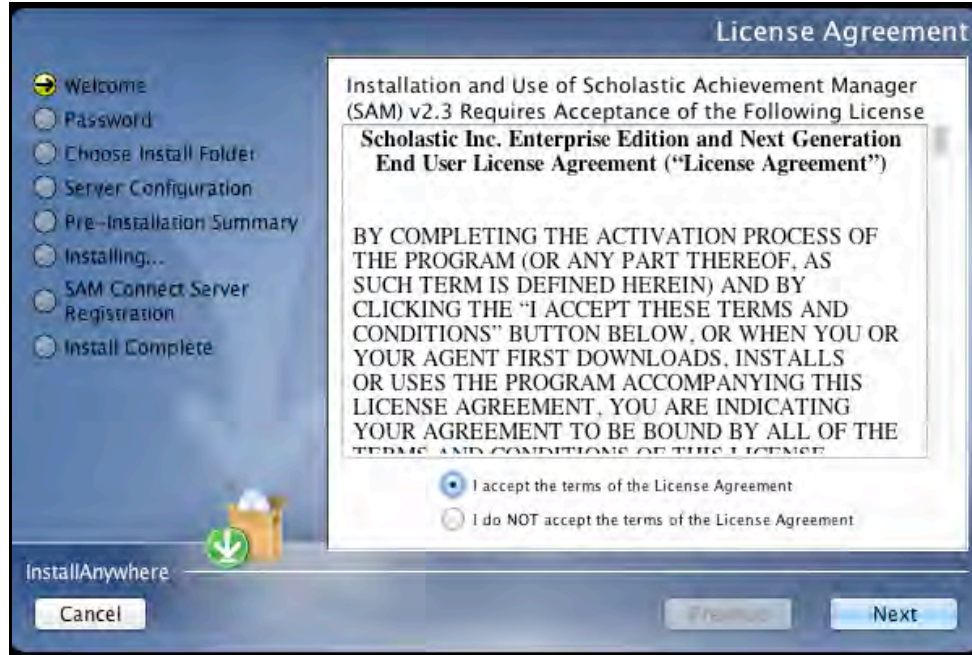 License Agreement
Welcome
Password
Choose Install Folder
Server Configuration
Pre-Installation Summary
Installing...
SAM Connect Server
Registration
Install Complete
Installation and Use of Scholastic Achievement Manager
(SAM) v2.3 Requires Acceptance of the Following License
Scholastic Inc. Enterprise Edition and Next Generation
End User License Agreement (“License Agreement”)
BY COMPLETING THE ACTIVATION PROCESS OF
THE PROGRAM (OR ANY PART THEREOF, AS
SUCH TERM IS DEFINED HEREIN) AND BY
CLICKING THE “I ACCEPT THESE TERMS AND
CONDITIONS” BUTTON BELOW, OR WHEN YOU OR
YOUR AGENT FIRST DOWNLOADS, INSTALLS
OR USES THE PROGRAM ACCOMPANYING THIS
LICENSE AGREEMENT, YOU ARE INDICATING
YOUR AGREEMENT TO BE BOUND BY ALL OF THE
TERMS AND CONDITIONS OF THIS LICENSE
I accept the terms of the License Agreement
I do NOT accept the terms of the License Agreement
InstallAnywhere
Cancel
Previous
Next